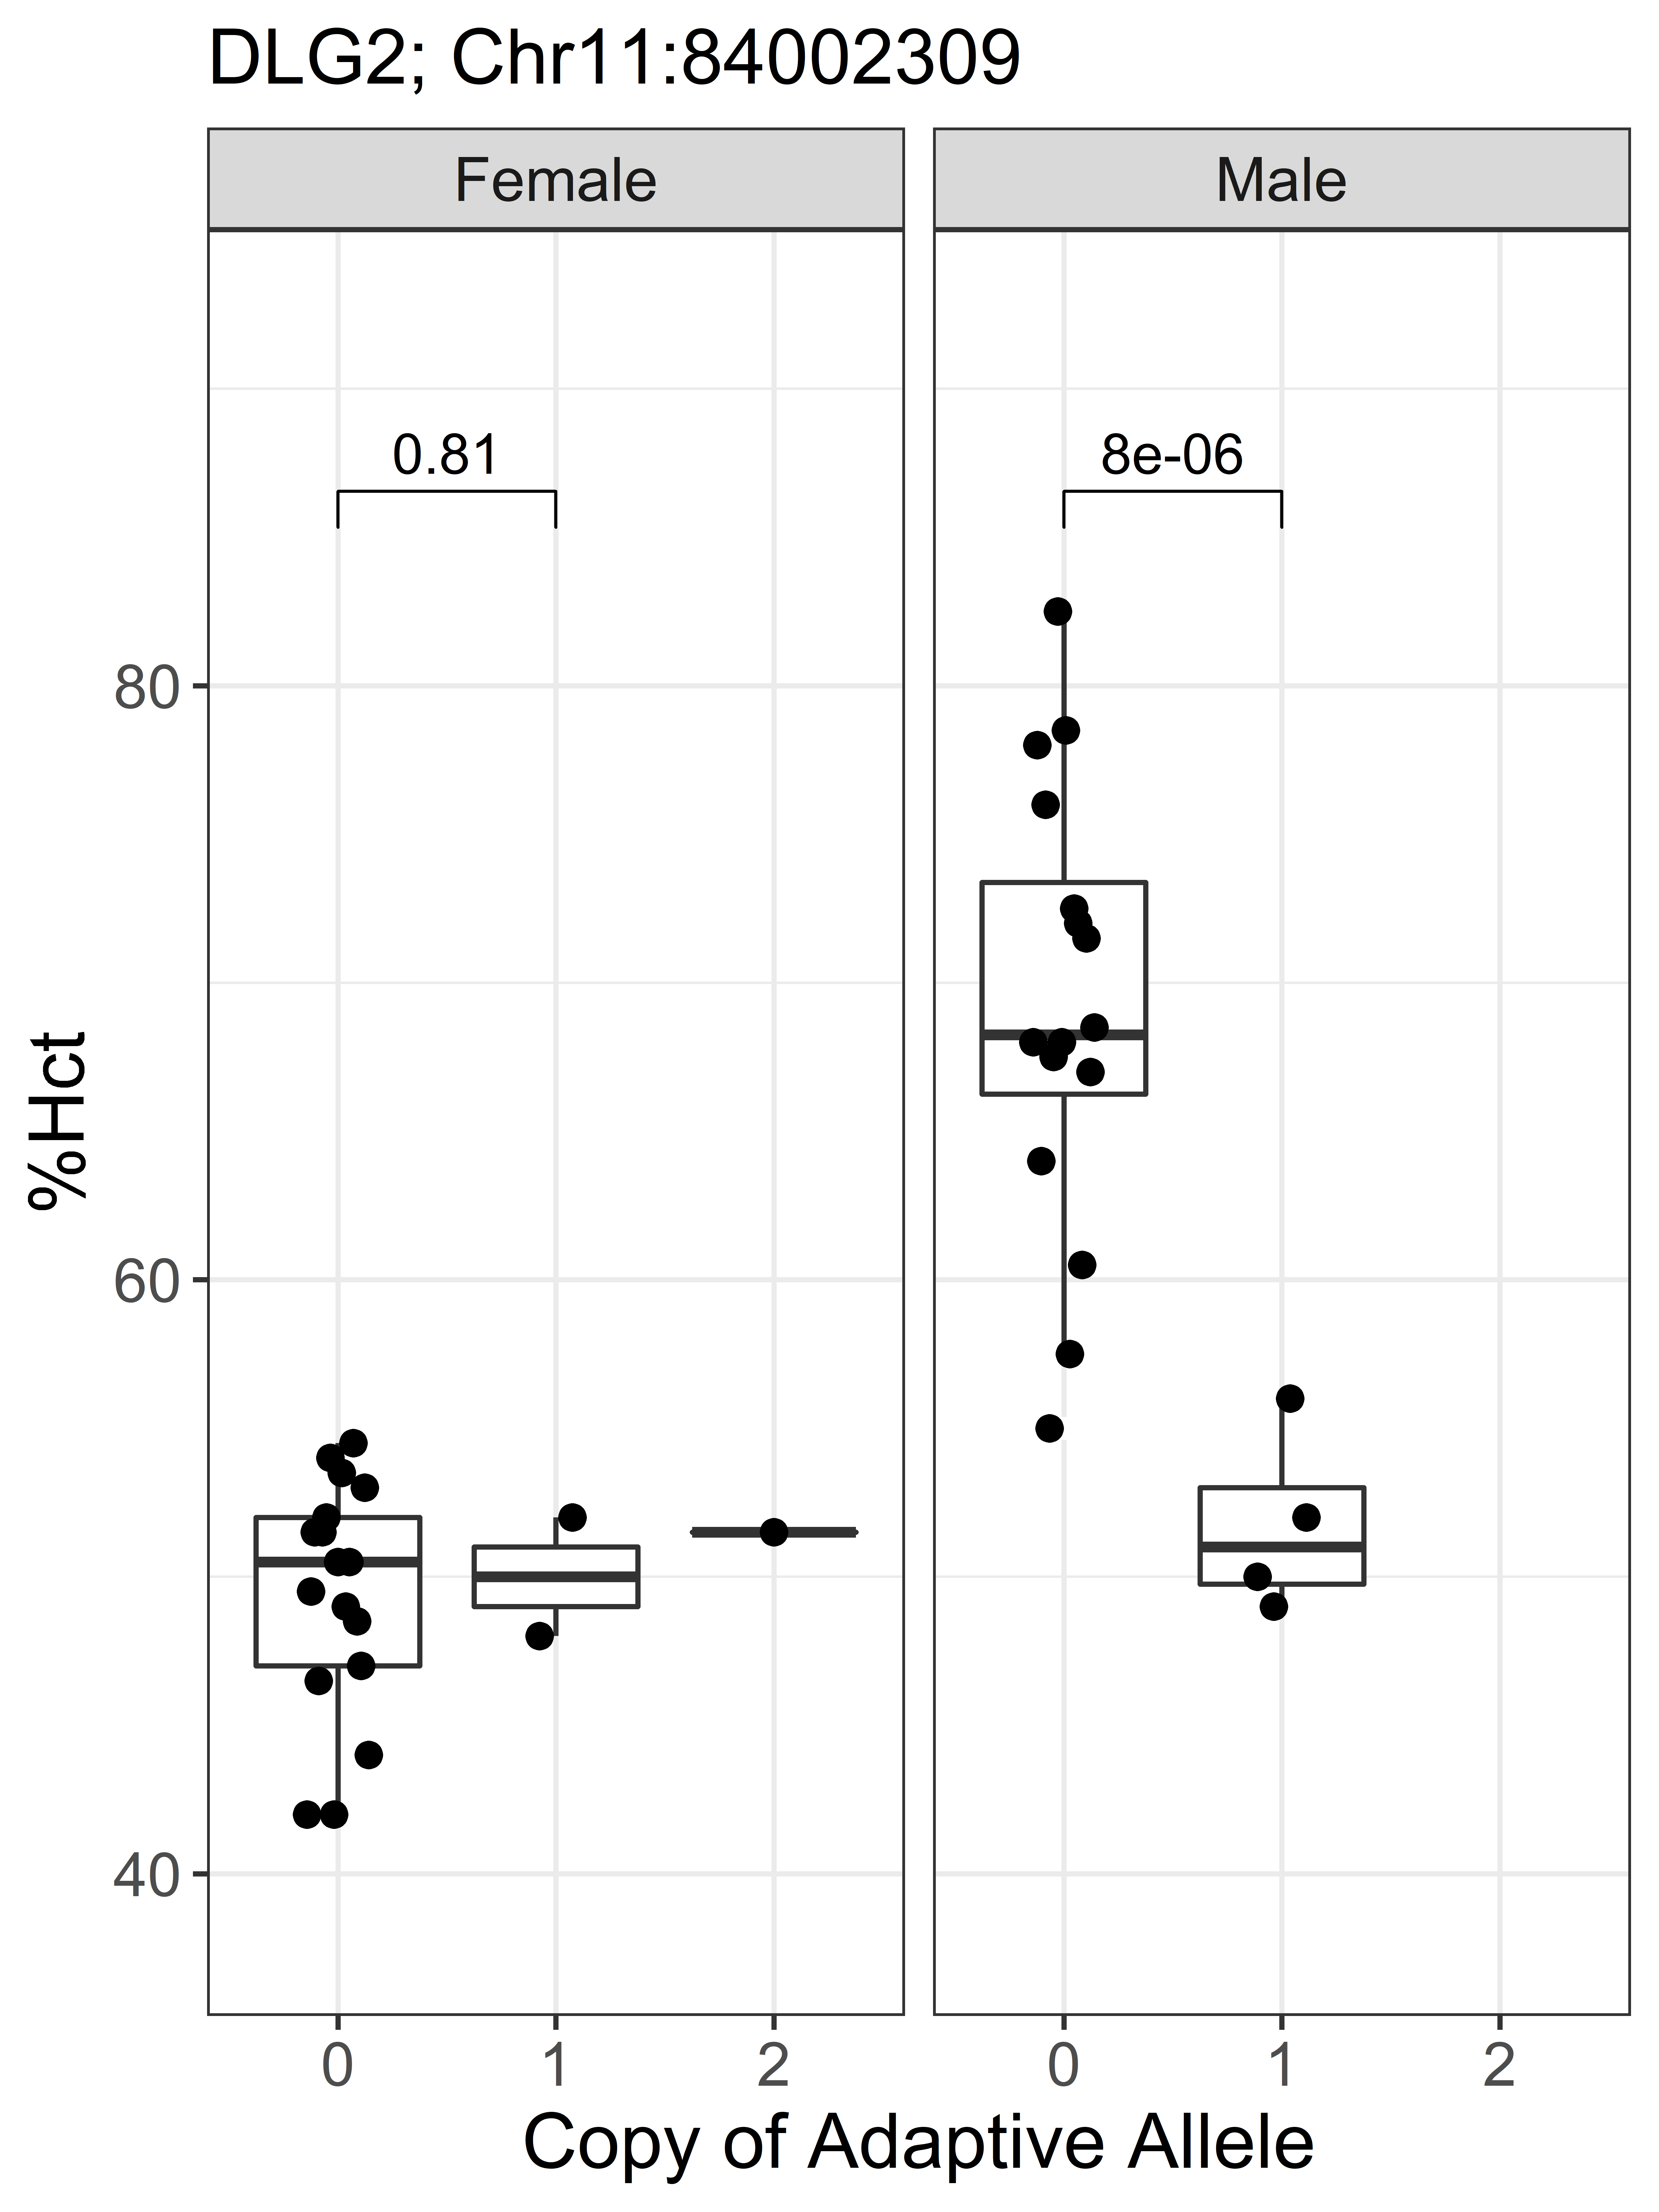 DLG2; Chr11:84002309
Female
Male
0.81
8e-06
80
60
40
%Hct
0 1 2
0 1 2
Copy of Adaptive Allele